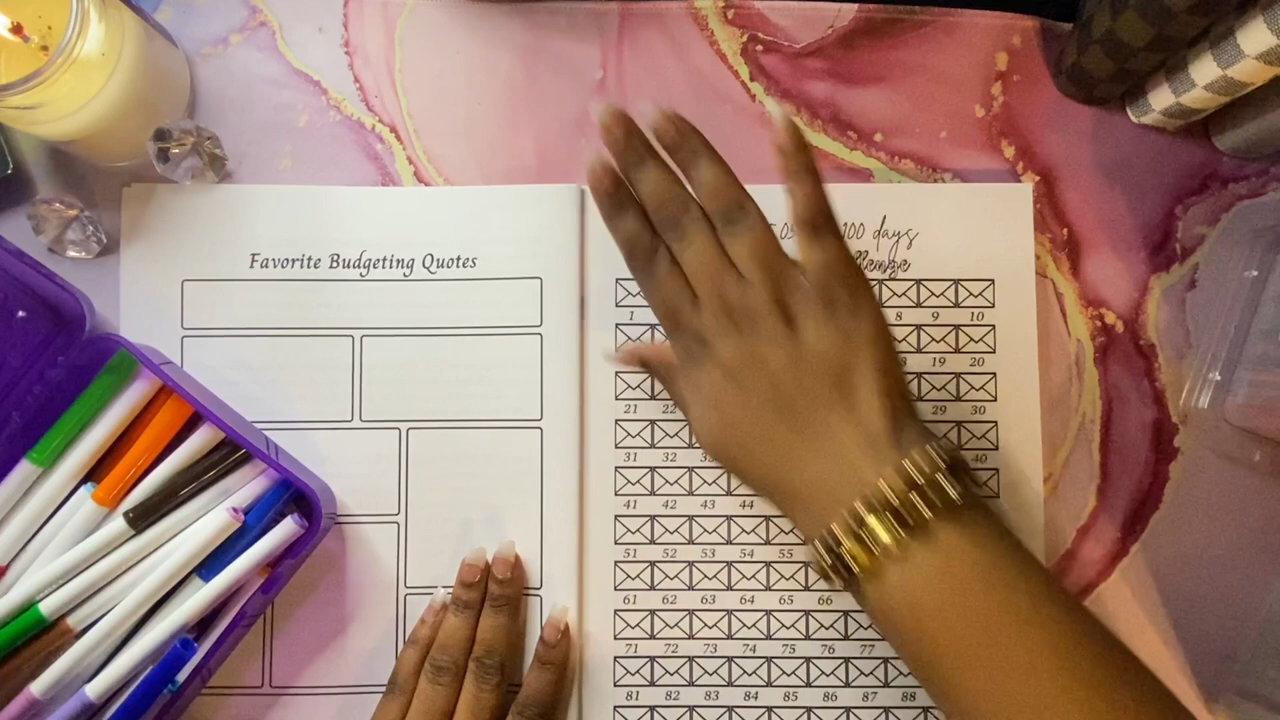 Favorite Budgeting Quotes
100 days
1 8 9 10
19 20
21 22 29 30
31 32 40
41 42 43 44
51 52 53 54 55
61 62 63 64 65 66
71 72 73 74 75 76 77
81 82 83 84 85 86 87 88